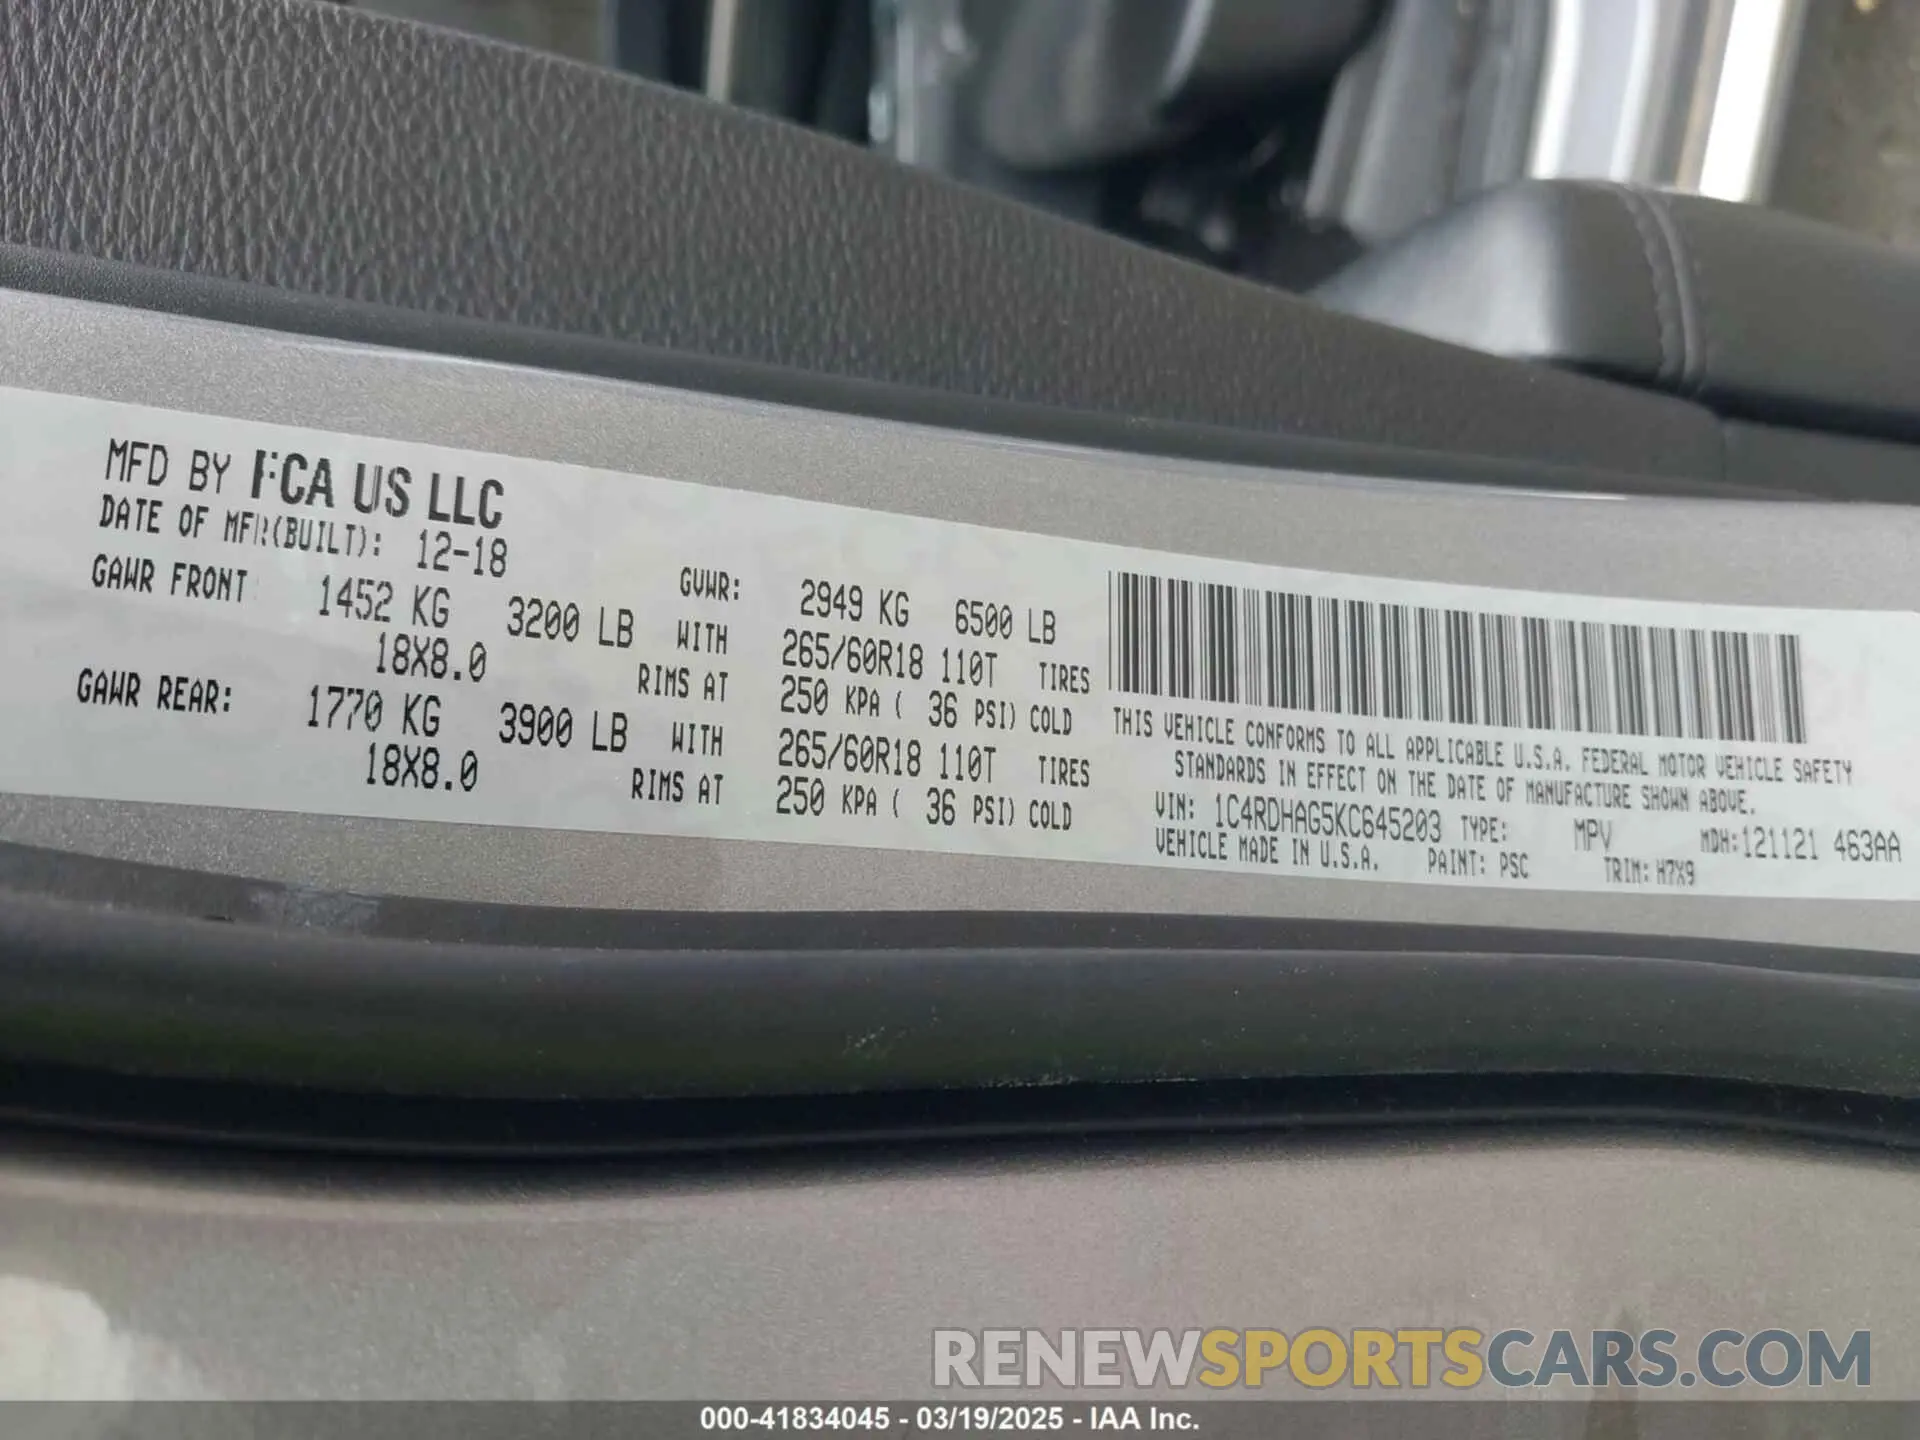 MFD BY FCA US LLC
DATE OF MFR(BUILT): 12-18
GVWR: 2949 KG 6500 LB
GAWR FRONT 1452 KG 3200 LB WITH 265/60R18 110T TIRES
18X8.0 RIMS AT 250 KPA ( 36 PSI) COLD
GAWR REAR: 1770 KG 3900 LB WITH 265/60R18 110T TIRES
18X8.0 RIMS AT 250 KPA ( 36 PSI) COLD
THIS VEHICLE CONFORMS TO ALL APPLICABLE U.S.A. FEDERAL MOTOR VEHICLE SAFETY
STANDARDS IN EFFECT ON THE DATE OF MANUFACTURE SHOWN ABOVE.
VIN: 1C4RDHAG5KC645203 TYPE: MPV MDH:121121 463AA
VEHICLE MADE IN U.S.A. PAINT: PSC TRIM: H7X9
RENEWSPORTSCARS.COM
000-41834045 - 03/19/2025 - IAA Inc.